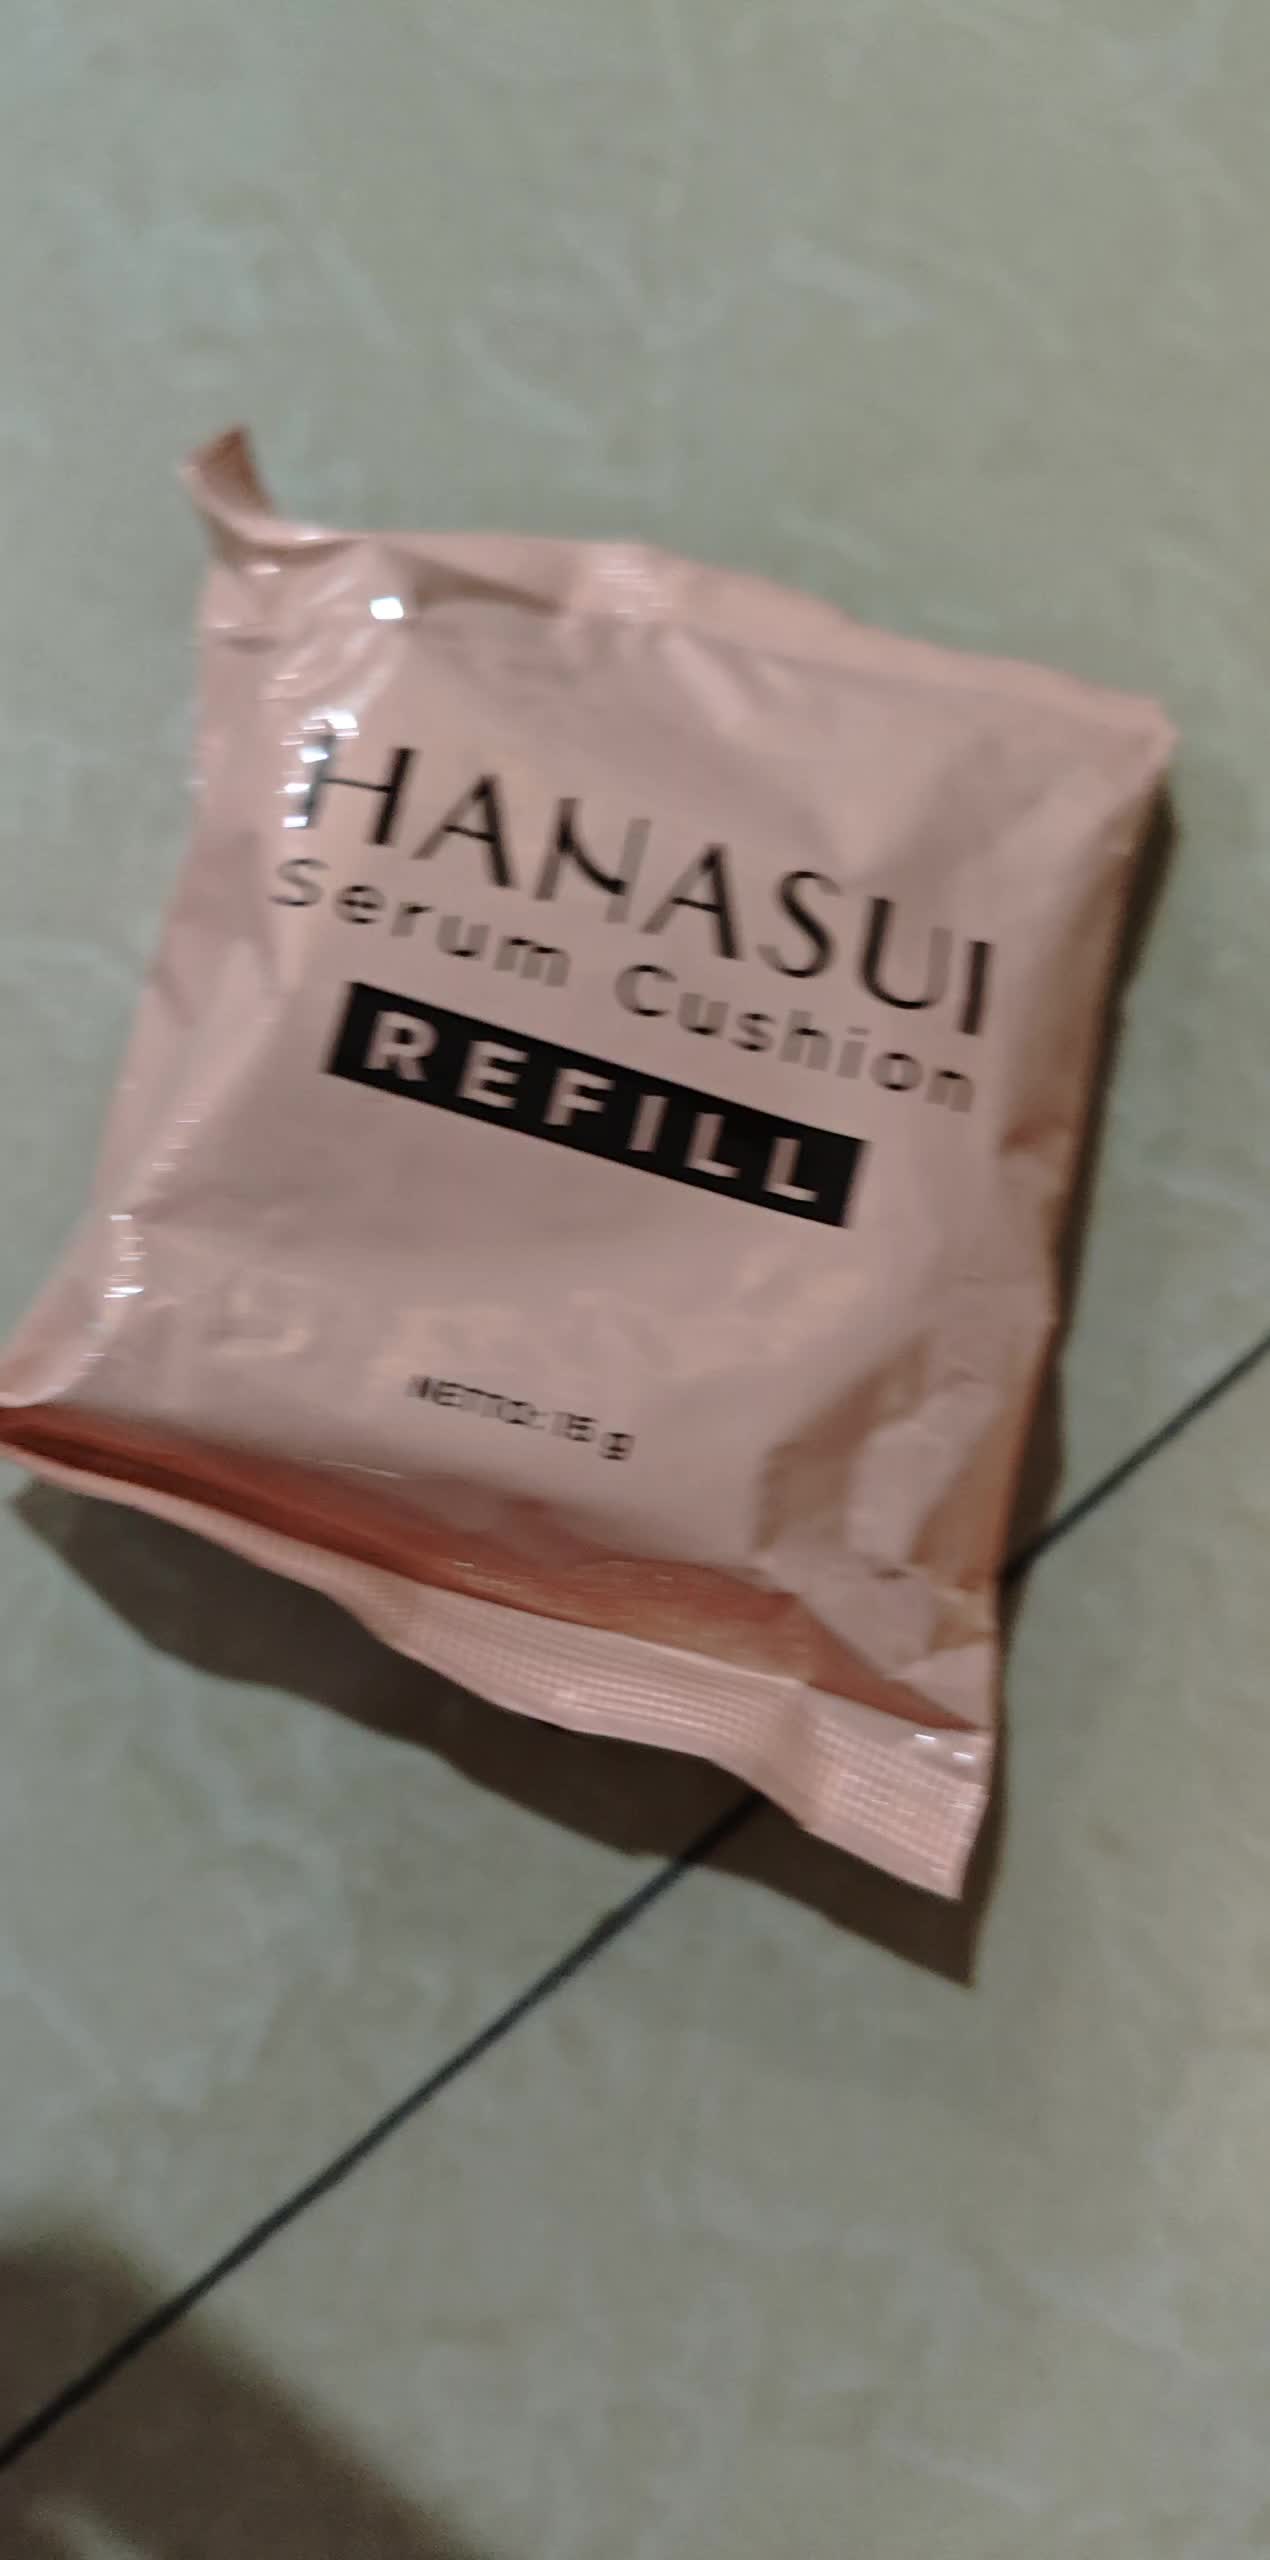 HANASUI
Serum Cushion
REFILL
NETTO: 15 g